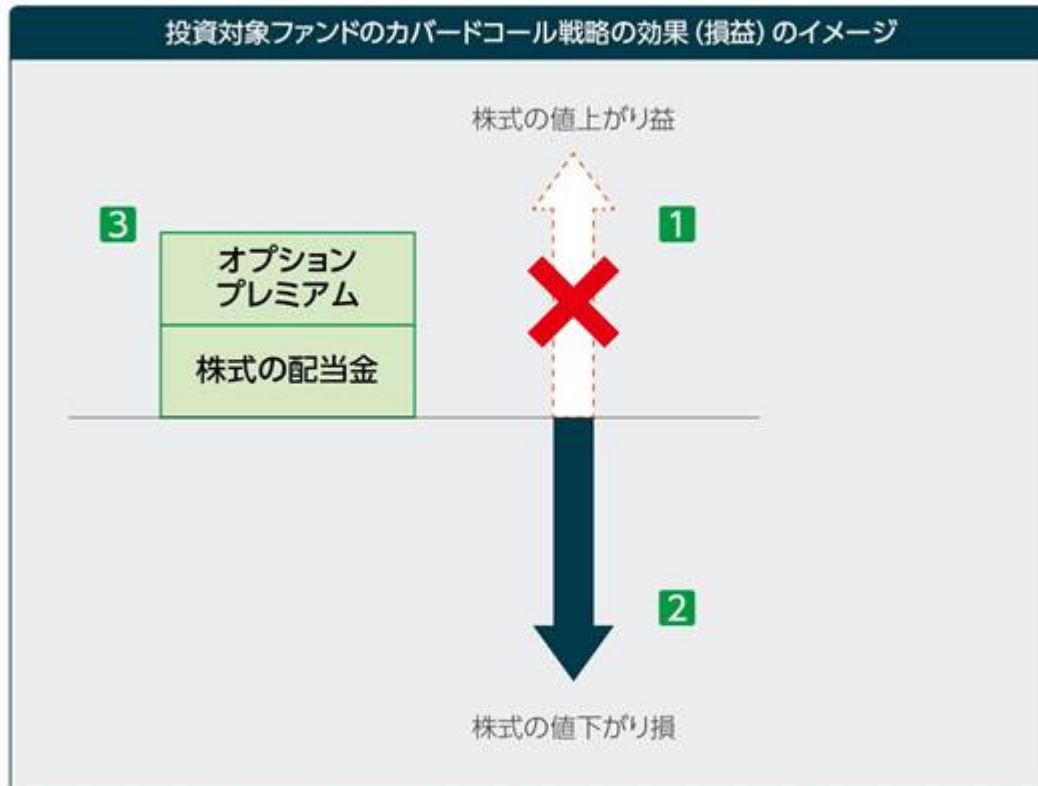 投資対象ファンドのカバードコール戦略の効果（損益）のイメージ
株式の値上がり益
3
1
オプション
プレミアム
株式の配当金
2
株式の値下がり損